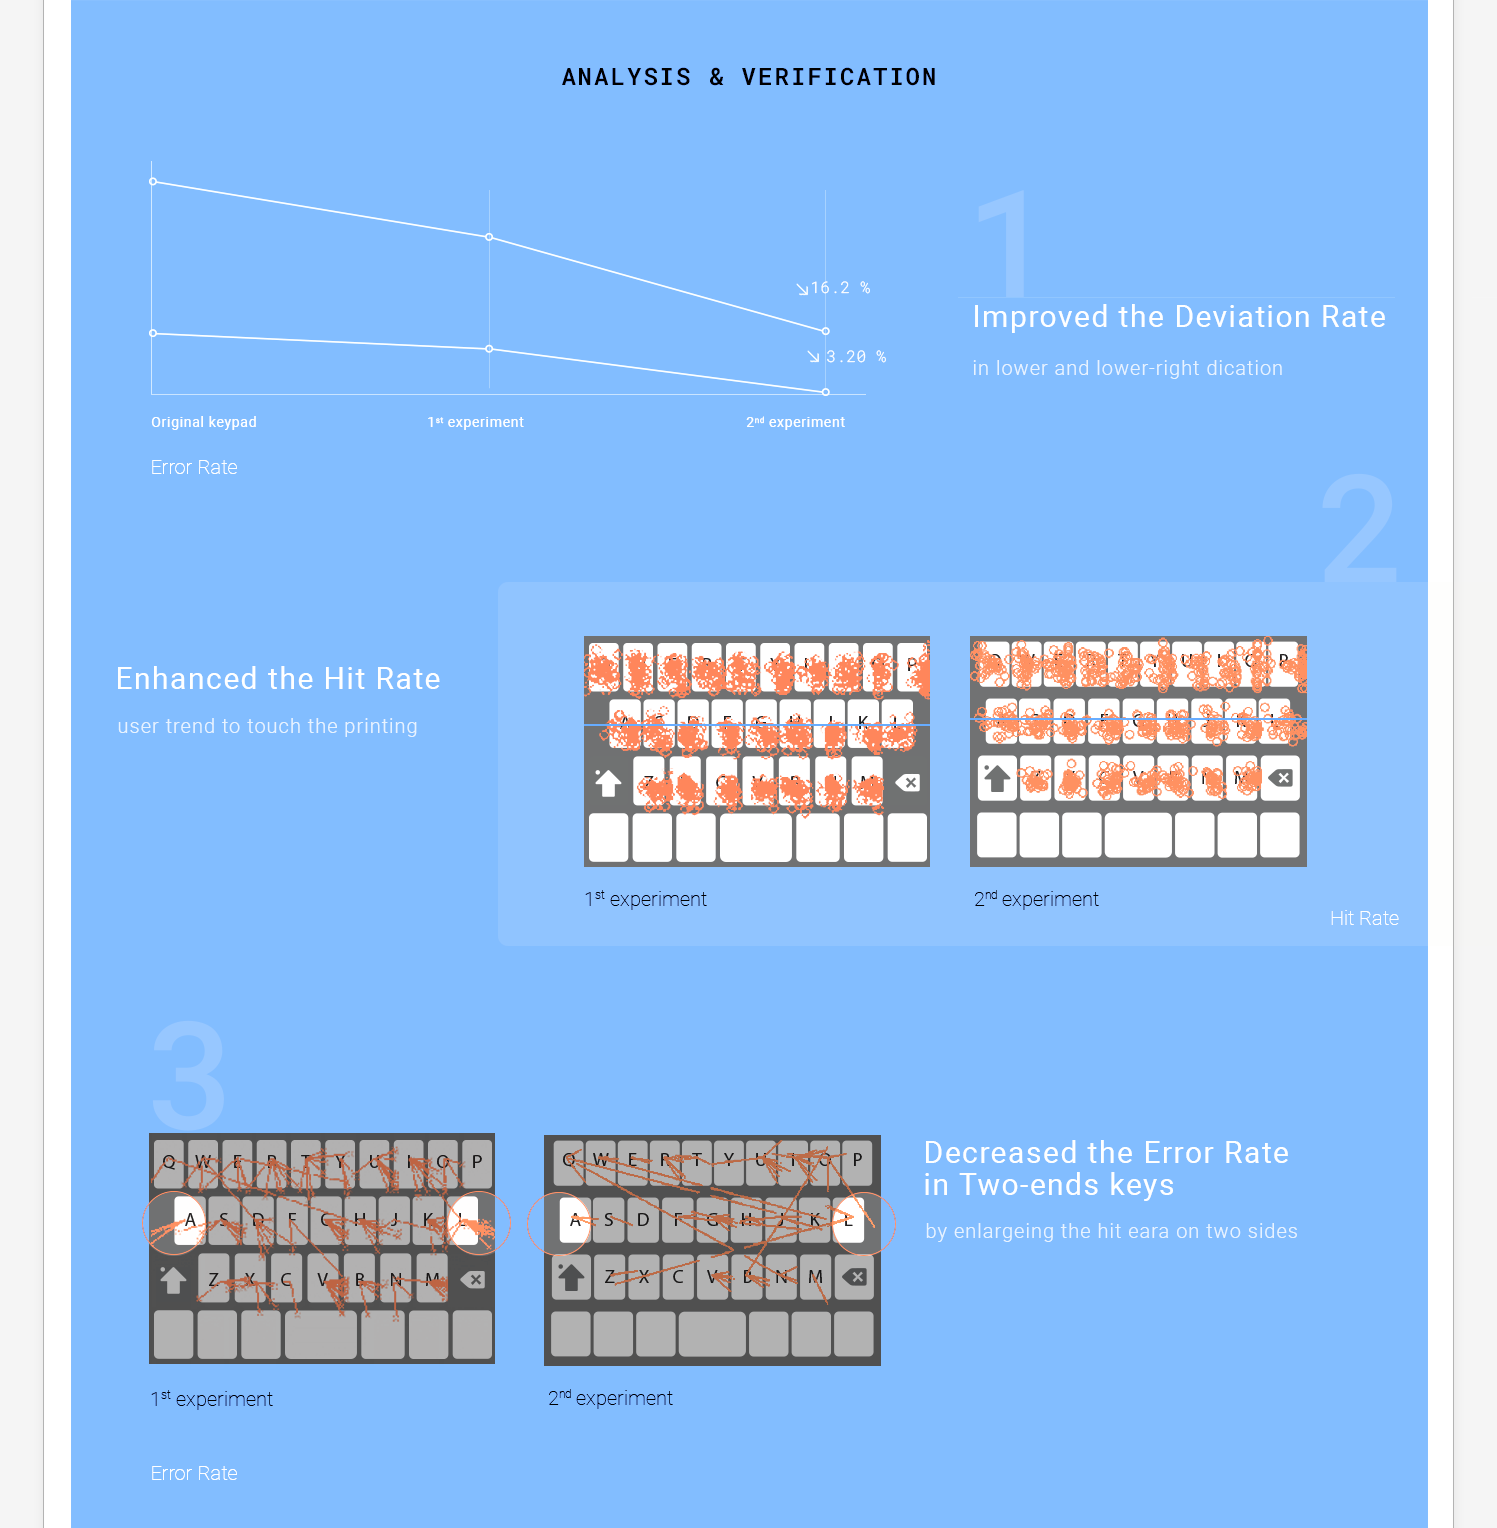 ANALYSIS & VERIFICATION
1
16.2 %
Improved the Deviation Rate
3.20 %
in lower and lower-right dication
Original keypad
1st experiment
2nd experiment
Error Rate
2
Enhanced the Hit Rate
user trend to touch the printing
1st experiment
2nd experiment
Hit Rate
3
Q W E R T Y U I O P
A S D F G H J K L
Z X C V B N M
Q W E R T Y U I O P
A S D F G H J K L
Z X C V B N M
Decreased the Error Rate
in Two-ends keys
by enlargeing the hit eara on two sides
1st experiment
2nd experiment
Error Rate